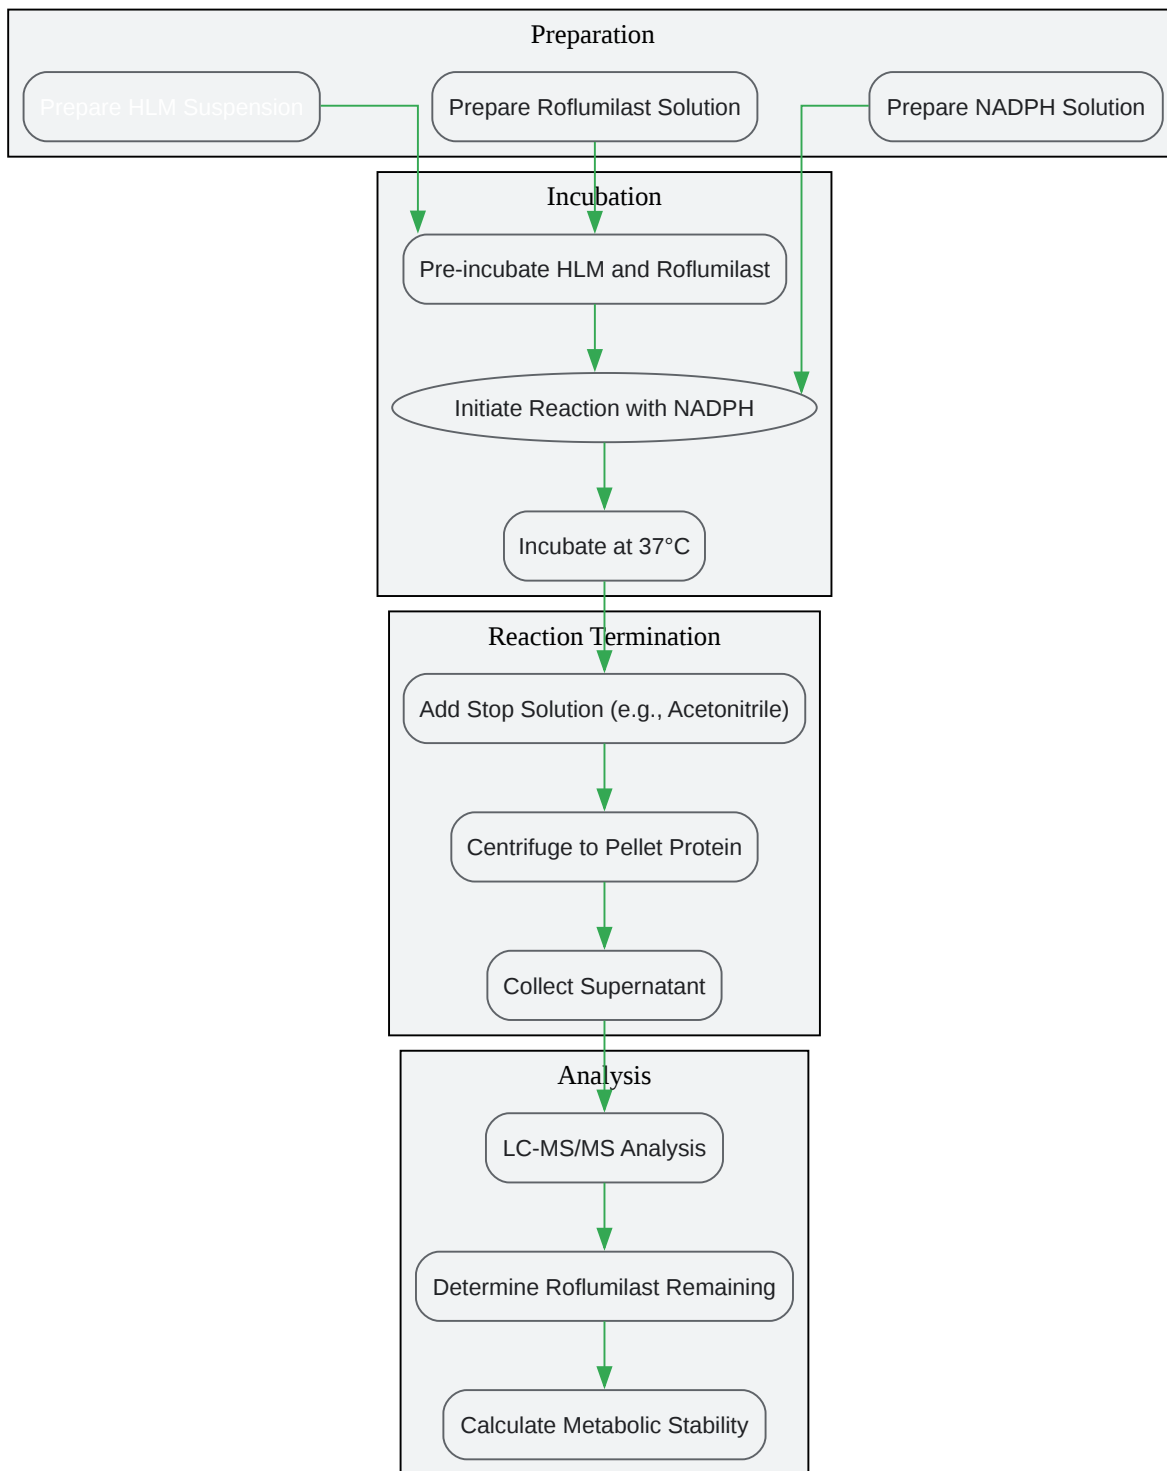 Preparation
Prepare HLM Suspension
Prepare Roflumilast Solution
Prepare NADPH Solution
Incubation
Pre-incubate HLM and Roflumilast
Initiate Reaction with NADPH
Incubate at 37°C
Reaction Termination
Add Stop Solution (e.g., Acetonitrile)
Centrifuge to Pellet Protein
Collect Supernatant
Analysis
LC-MS/MS Analysis
Determine Roflumilast Remaining
Calculate Metabolic Stability